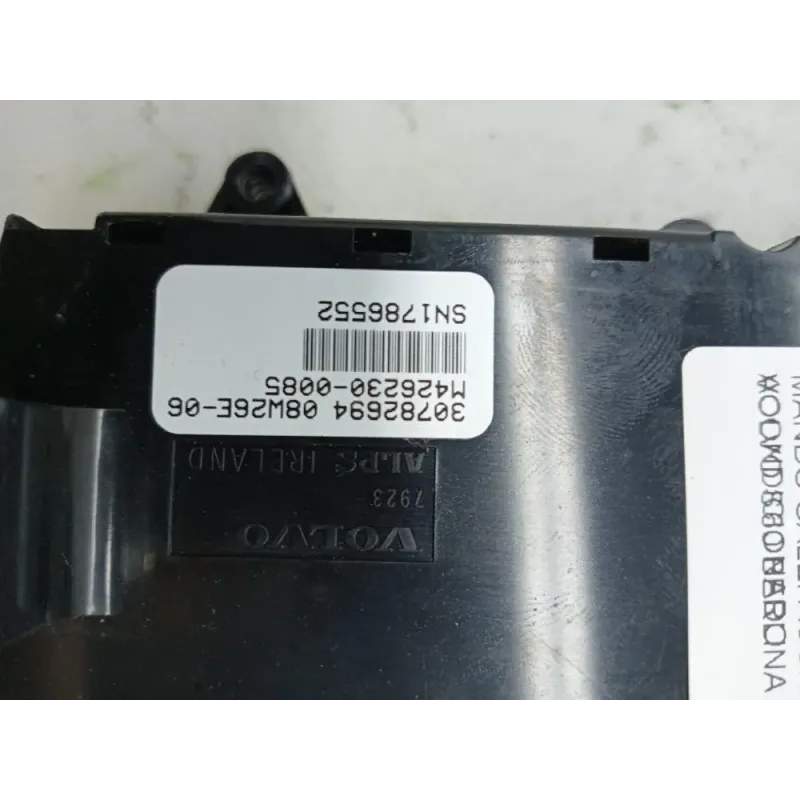 30782694 08W26E-06
M426230-0085
SN1786552
VOLVO
7923
ALPS IRELAND